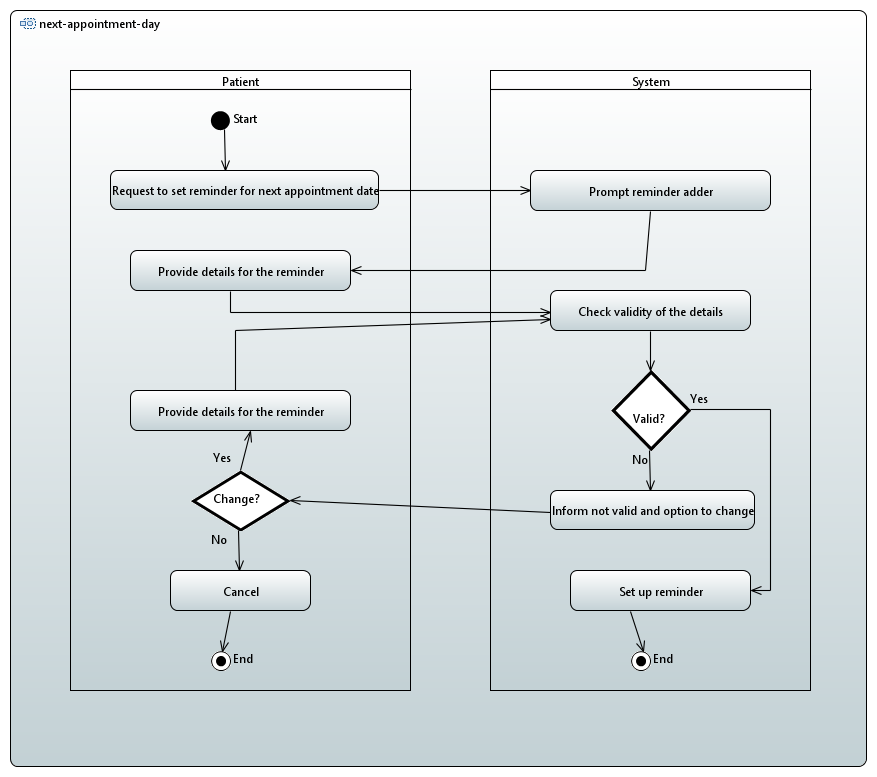 next-appointment-day
Patient
System
Start
Request to set reminder for next appointment date
Prompt reminder adder
Provide details for the reminder
Check validity of the details
Yes
Valid?
Provide details for the reminder
Yes
No
Change?
Inform not valid and option to change
No
Cancel
Set up reminder
End
End